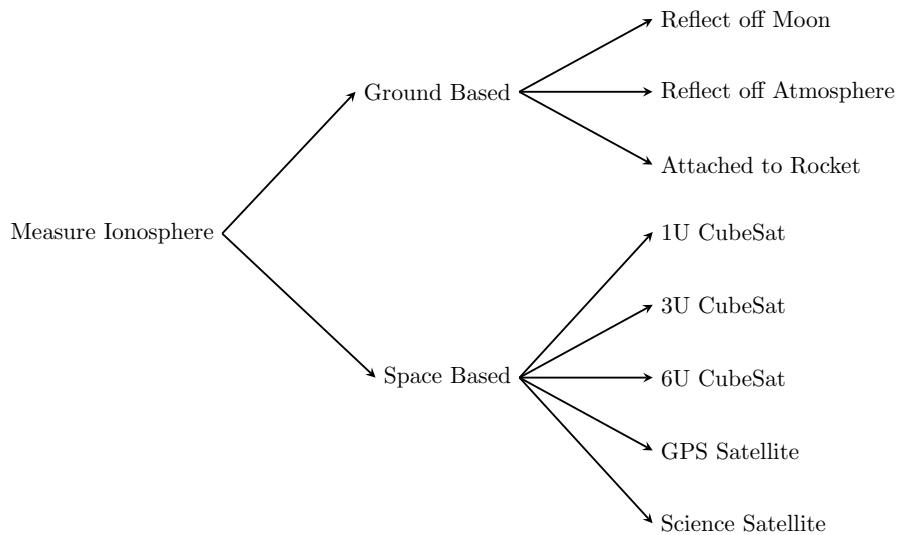 Measure Ionosphere
Ground Based
Reflect off Moon
Reflect off Atmosphere
Attached to Rocket
Space Based
1U CubeSat
3U CubeSat
6U CubeSat
GPS Satellite
Science Satellite